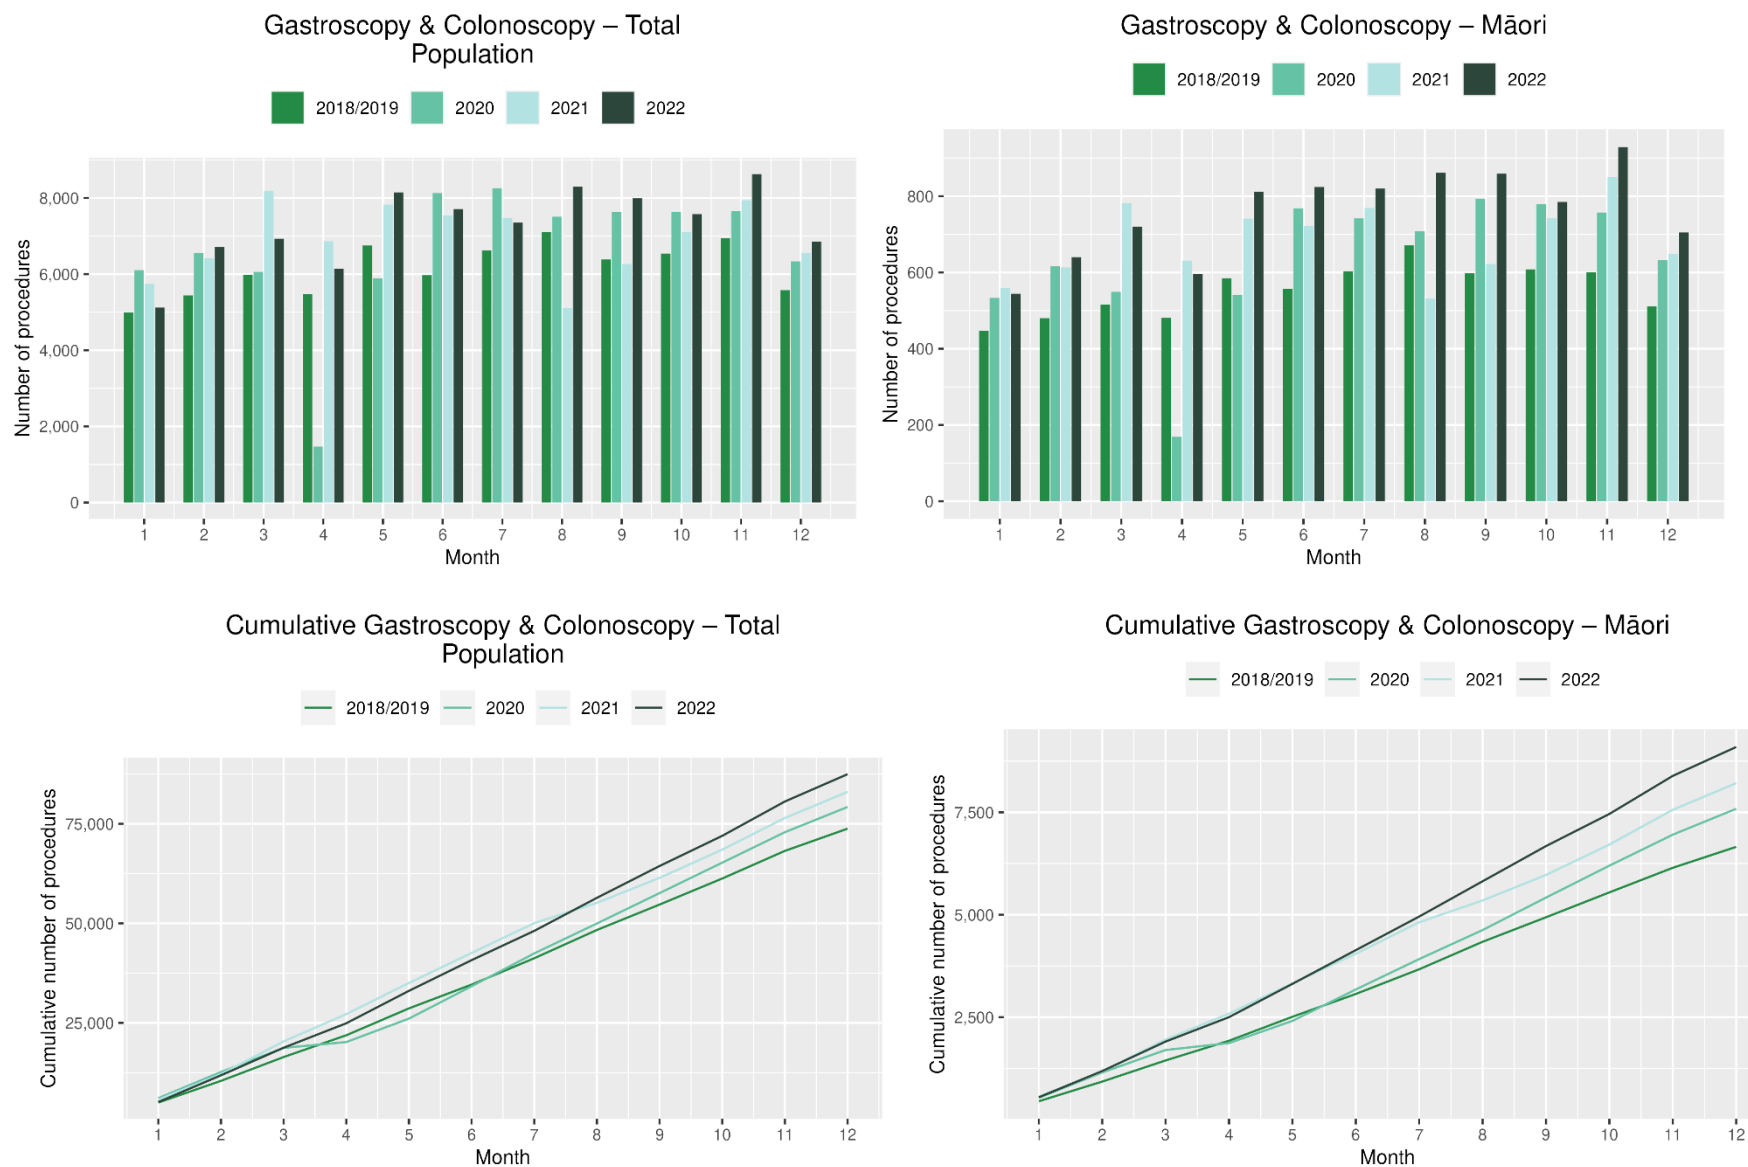 Gastroscopy & Colonoscopy – Total
Population
2018/2019 2020 2021 2022
Number of procedures
8,000
6,000
4,000
2,000
0
1 2 3 4 5 6 7 8 9 10 11 12
Month
Gastroscopy & Colonoscopy – Māori
2018/2019 2020 2021 2022
Number of procedures
800
600
400
200
0
1 2 3 4 5 6 7 8 9 10 11 12
Month
Cumulative Gastroscopy & Colonoscopy – Total
Population
2018/2019 2020 2021 2022
Cumulative number of procedures
75,000
50,000
25,000
1 2 3 4 5 6 7 8 9 10 11 12
Month
Cumulative Gastroscopy & Colonoscopy – Māori
2018/2019 2020 2021 2022
Cumulative number of procedures
7,500
5,000
2,500
1 2 3 4 5 6 7 8 9 10 11 12
Month